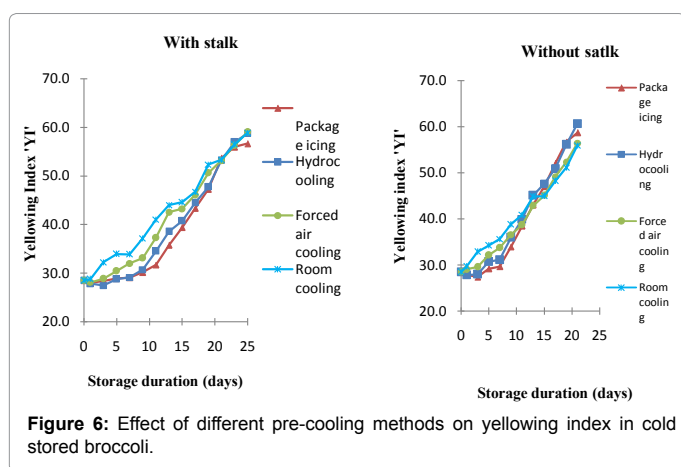 With stalk
Yellowing Index 'YI'
70.0
60.0
50.0
40.0
30.0
20.0
0
5
10
15
20
25
Storage duration (days)
Packag
e icing
Hydroc
ooling
Forced
air
cooling
Room
cooling
Without satlk
Yellowing index 'YI'
70.0
60.0
50.0
40.0
30.0
20.0
0
5
10
15
20
25
Storage duration (days)
Packa
ge
icing
Hydr
ocooli
ng
Force
d air
coolin
g
Room
coolin
g
Figure 6: Effect of different pre-cooling methods on yellowing index in cold
stored broccoli.